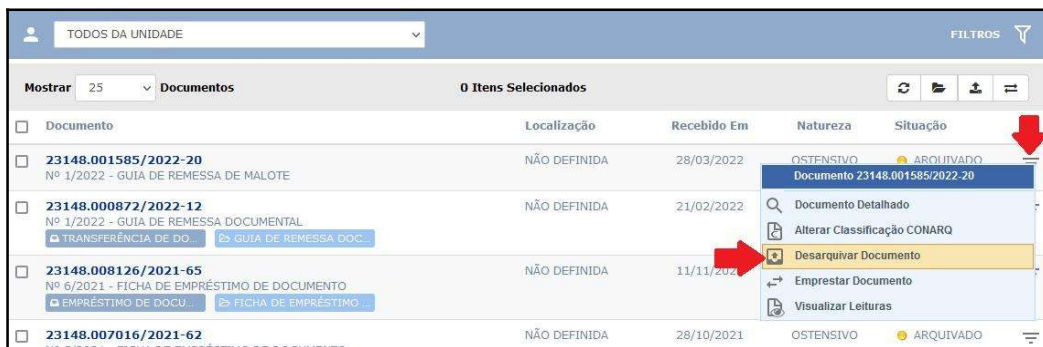 TODOS DA UNIDADE
FILTROS
Mostrar 25 Documentos 0 Itens Selecionados
Documento Localização Recebido Em Natureza Situação
23148.001585/2022-20 NÃO DEFINIDA 28/03/2022 OSTENSIVO ARQUIVADO
Nº 1/2022 - GUIA DE REMESSA DE MALOTE
Documento 23148.001585/2022-20
23148.000872/2022-12 NÃO DEFINIDA 21/02/2022
Nº 1/2022 - GUIA DE REMESSA DOCUMENTAL
TRANSFERÊNCIA DE DO... GUIA DE REMESSA DOC...
Documento Detalhado
Alterar Classificação CONARQ
Desarquivar Documento
Emprestar Documento
Visualizar Leituras
23148.008126/2021-65 NÃO DEFINIDA 11/11/202
Nº 6/2021 - FICHA DE EMPRÉSTIMO DE DOCUMENTO
EMPRÉSTIMO DE DOCU... FICHA DE EMPRÉSTIMO ...
23148.007016/2021-62 NÃO DEFINIDA 28/10/2021 OSTENSIVO ARQUIVADO